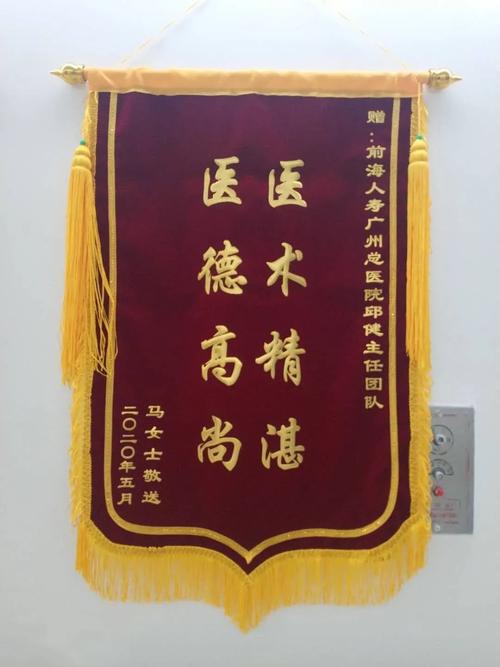 赠：前海人寿广州总医院邱健主任团队
医术精湛
医德高尚
马女士敬送
二〇二〇年五月